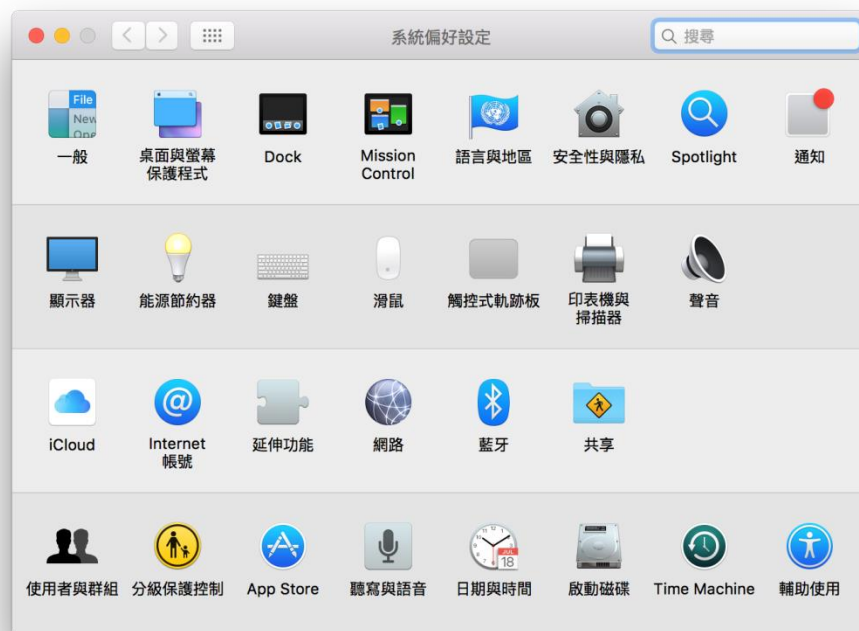 系統偏好設定
搜尋
File
New
Ope
一般
桌面與螢幕
保護程式
Dock
Mission
Control
語言與地區
安全性與隱私
Spotlight
通知
顯示器
能源節約器
鍵盤
滑鼠
觸控式軌跡板
印表機與
掃描器
聲音
iCloud
@
Internet
帳號
延伸功能
網路
藍牙
共享
使用者與群組
分級保護控制
App Store
聽寫與語音
JUL
18
日期與時間
啟動磁碟
Time Machine
輔助使用